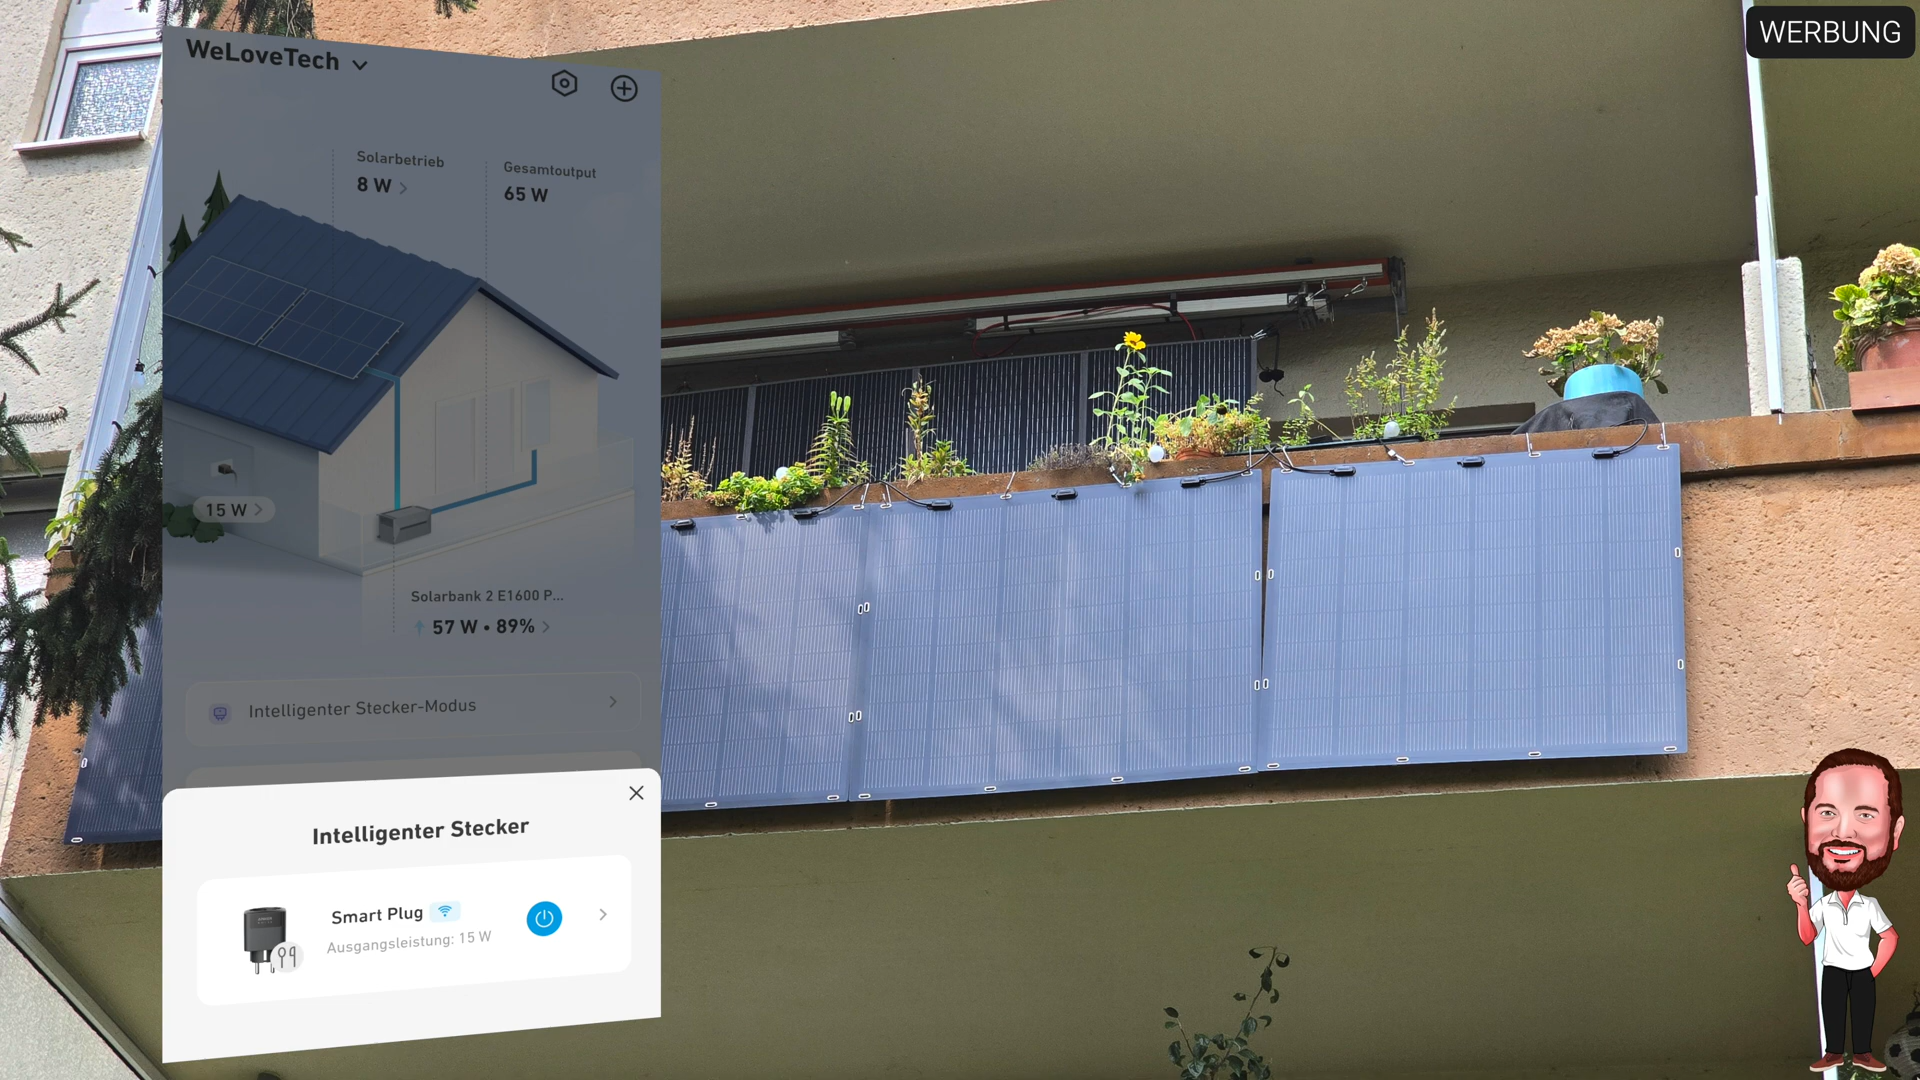 WERBUNG
WeLoveTech
Solarbetrieb
8 W
Gesamtoutput
65 W
15 W
Solarbank 2 E1600 P...
57 W • 89%
Intelligenter Stecker-Modus
Intelligenter Stecker
Smart Plug
Ausgangsleistung: 15 W